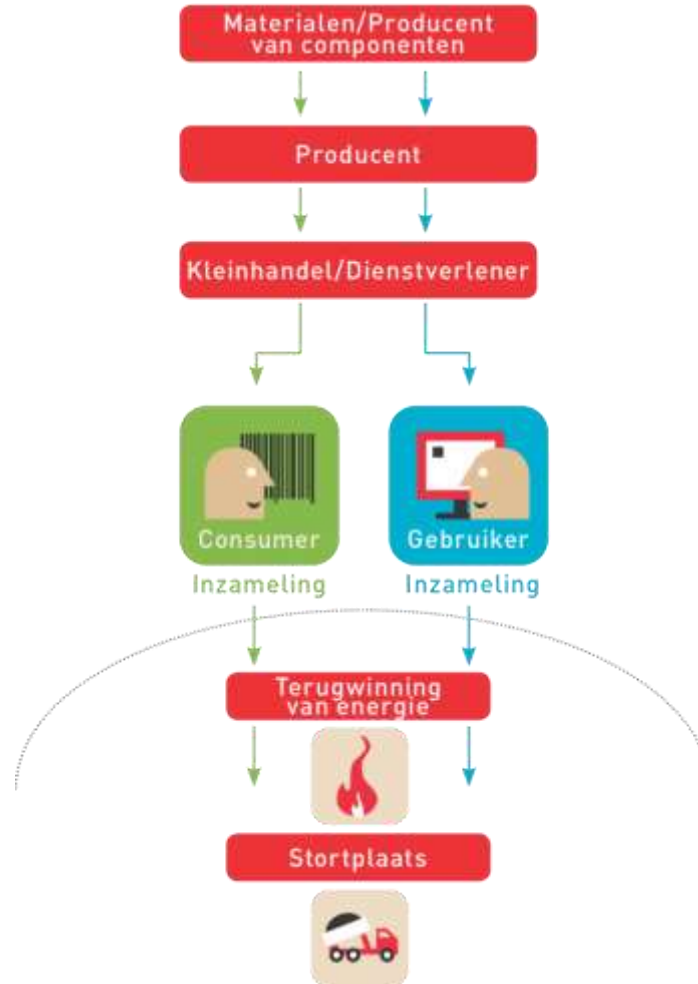 Materialen/Producent
van componenten
Producent
Kleinhandel/Dienstverlener
Consumer
Gebruiker
Inzameling
Inzameling
Terugwinning
van energie
Stortplaats